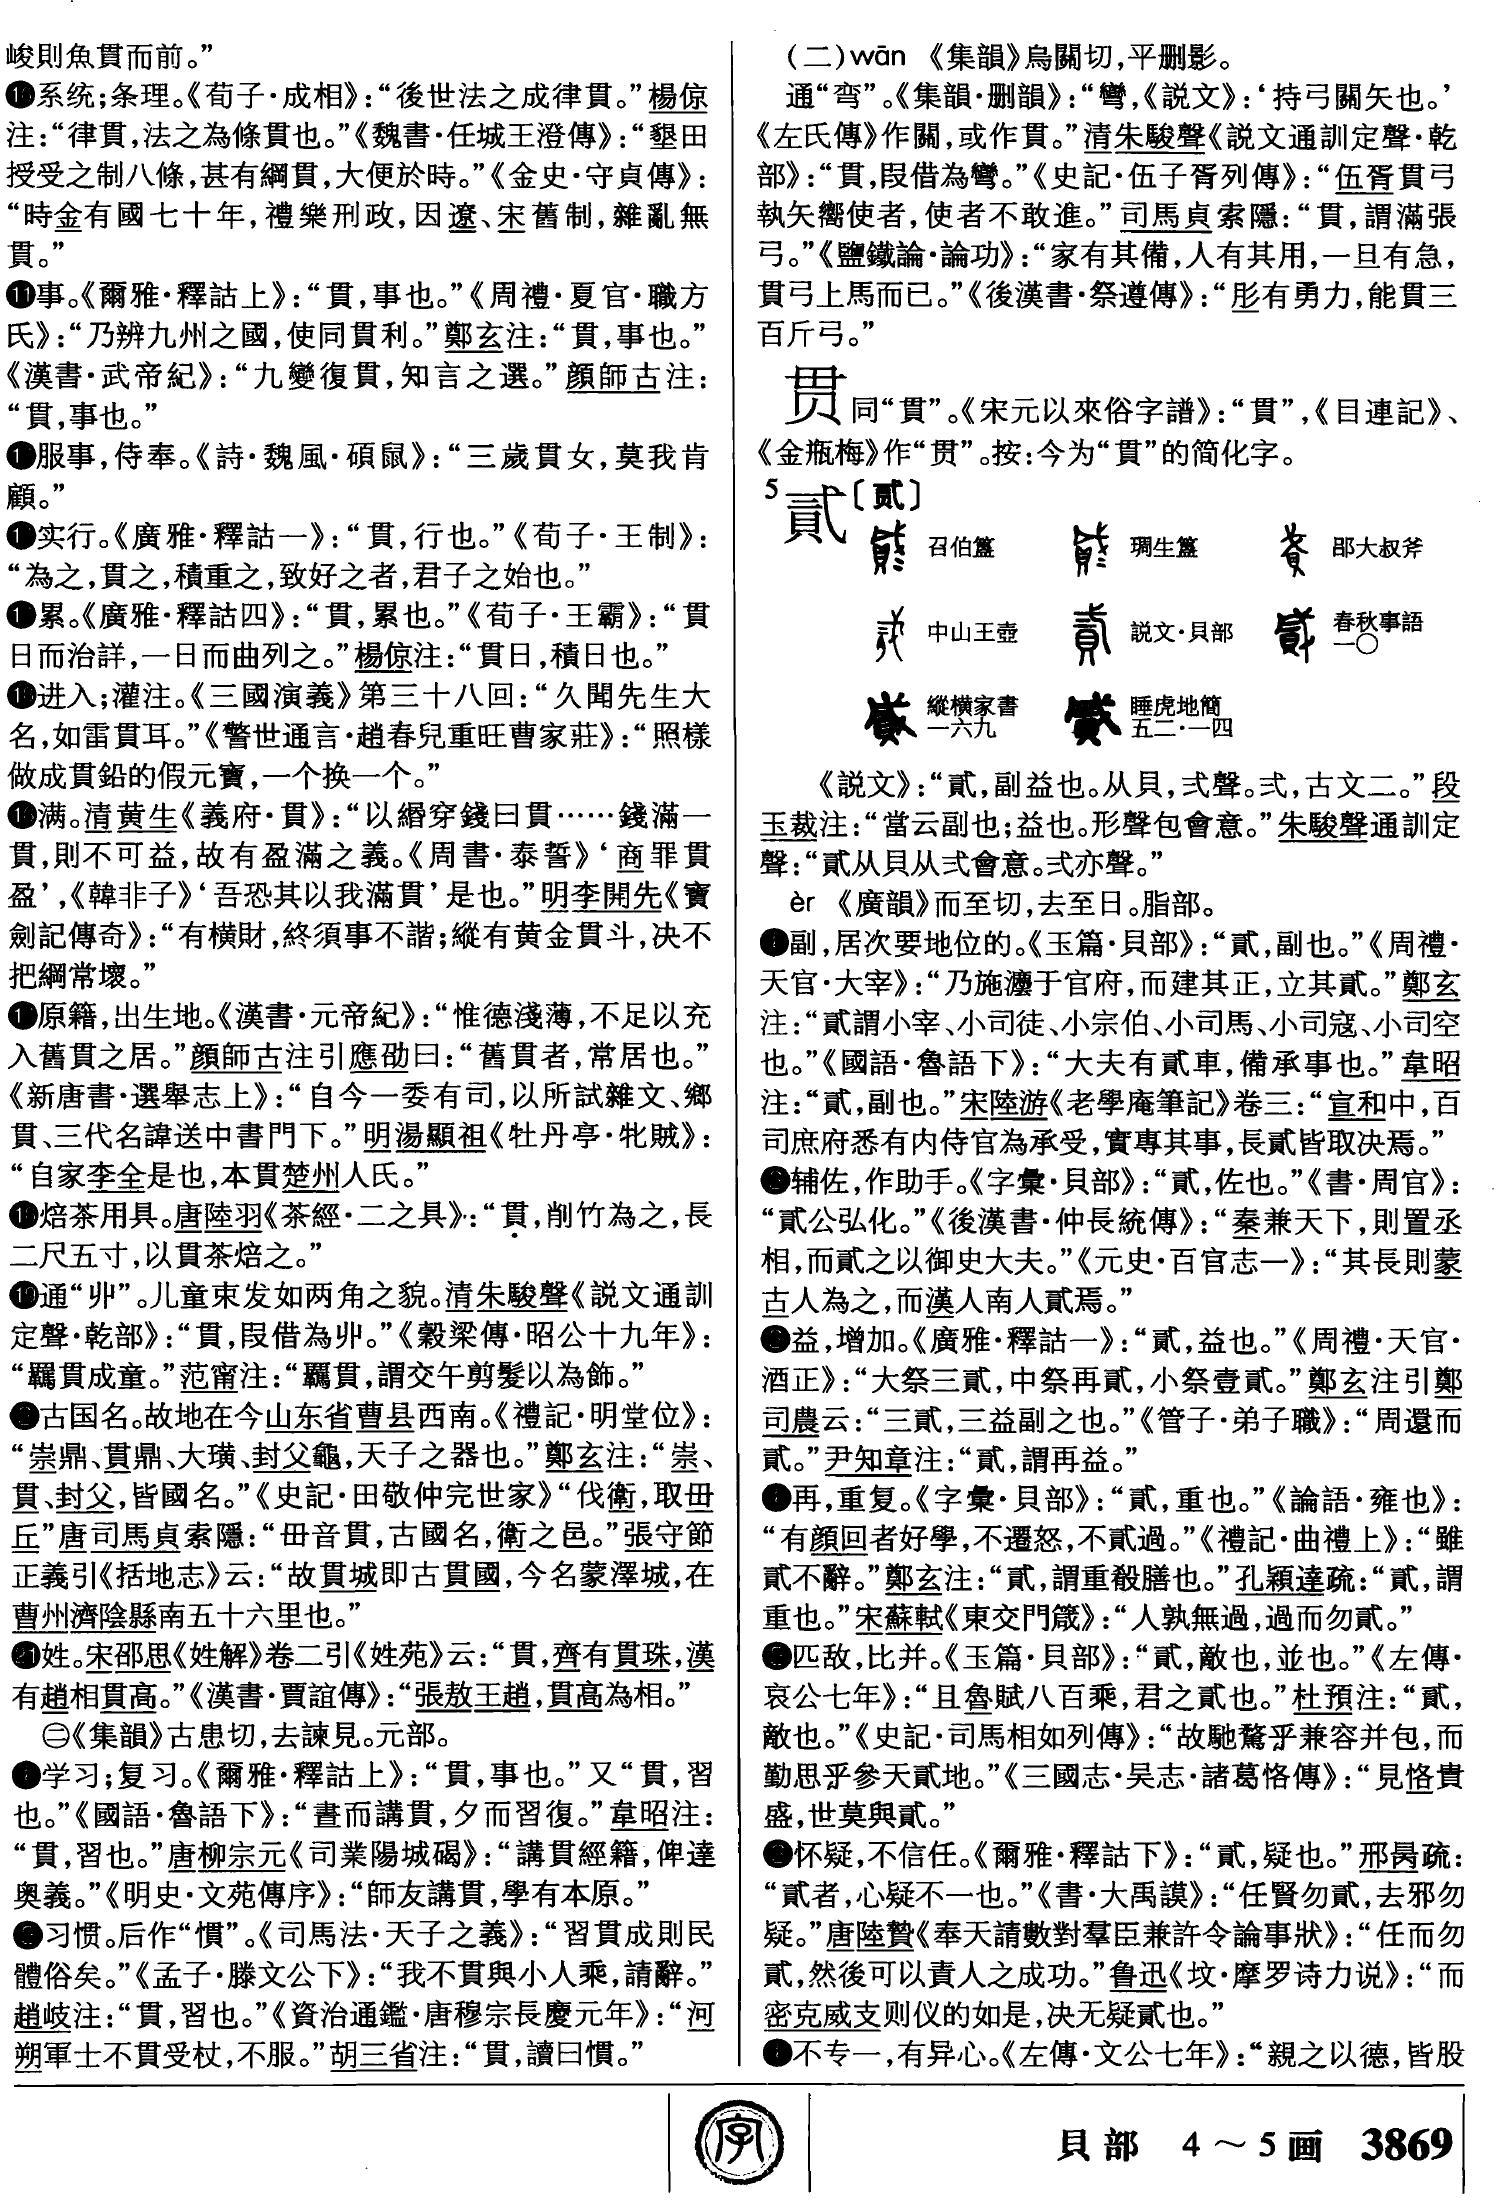 峻則魚貫而前。”
❿系统;条理。《荀子·成相》:“後世法之成律貫。”楊倞
注:“律貫,法之為條貫也。”《魏書·任城王澄傳》:“墾田
授受之制八條,甚有綱貫,大便於時。”《金史·守貞傳》:
“時金有國七十年,禮樂刑政,因遼、宋舊制,雜亂無
貫。”
⓫事。《爾雅·釋詁上》:“貫,事也。”《周禮·夏官·職方
氏》:“乃辨九州之國,使同貫利。”鄭玄注:“貫,事也。”
《漢書·武帝紀》:“九變復貫,知言之選。”顔師古注:
“貫,事也。”
⓬服事,侍奉。《詩·魏風·碩鼠》:“三歲貫女,莫我肯
顧。”
⓭实行。《廣雅·釋詁一》:“貫,行也。”《荀子·王制》:
“為之,貫之,積重之,致好之者,君子之始也。”
⓮累。《廣雅·釋詁四》:“貫,累也。”《荀子·王霸》:“貫
日而治詳,一日而曲列之。”楊倞注:“貫日,積日也。”
⓯进入;灌注。《三國演義》第三十八回:“久聞先生大
名,如雷貫耳。”《警世通言·趙春兒重旺曹家莊》:“照樣
做成貫鉛的假元寶,一个换一个。”
⓰满。清黄生《義府·貫》:“以緡穿錢曰貫……錢滿一
貫,則不可益,故有盈滿之義。《周書·泰誓》‘商罪貫
盈’,《韓非子》‘吾恐其以我滿貫’是也。”明李開先《寶
劍記傳奇》:“有横財,終須事不諧;縱有黄金貫斗,决不
把綱常壞。”
⓱原籍,出生地。《漢書·元帝紀》:“惟德淺薄,不足以充
入舊貫之居。”顔師古注引應劭曰:“舊貫者,常居也。”
《新唐書·選舉志上》:“自今一委有司,以所試雜文、鄉
貫、三代名諱送中書門下。”明湯顯祖《牡丹亭·牝賊》:
“自家李全是也,本貫楚州人氏。”
⓲焙茶用具。唐陸羽《茶經·二之具》:“貫,削竹為之,長
二尺五寸,以貫茶焙之。”
⓳通“丱”。儿童束发如两角之貌。清朱駿聲《説文通訓
定聲·乾部》:“貫,叚借為丱。”《穀梁傳·昭公十九年》:
“羈貫成童。”范甯注:“羈貫,謂交午剪髮以為飾。”
⓴古国名。故地在今山东省曹县西南。《禮記·明堂位》:
“崇鼎、貫鼎、大璜、封父龜,天子之器也。”鄭玄注:“崇、
貫、封父,皆國名。”《史記·田敬仲完世家》“伐衛,取毌
丘”唐司馬貞索隱:“毌音貫,古國名,衛之邑。”張守節
正義引《括地志》云:“故貫城即古貫國,今名蒙澤城,在
曹州濟陰縣南五十六里也。”
㉑姓。宋邵思《姓解》卷二引《姓苑》云:“貫,齊有貫珠,漢
有趙相貫高。”《漢書·賈誼傳》:“張敖王趙,貫高為相。”
㊁《集韻》古患切,去諫見。元部。
❶学习;复习。《爾雅·釋詁上》:“貫,事也。”又“貫,習
也。”《國語·魯語下》:“晝而講貫,夕而習復。”韋昭注:
“貫,習也。”唐柳宗元《司業陽城碣》:“講貫經籍,俾達
奥義。”《明史·文苑傳序》:“師友講貫,學有本原。”
❷习惯。后作“慣”。《司馬法·天子之義》:“習貫成則民
體俗矣。”《孟子·滕文公下》:“我不貫與小人乘,請辭。”
趙岐注:“貫,習也。”《資治通鑑·唐穆宗長慶元年》:“河
朔軍士不貫受杖,不服。”胡三省注:“貫,讀曰慣。”
(二)wān 《集韻》烏關切,平删影。
通“弯”。《集韻·删韻》:“彎,《説文》:‘持弓關矢也。’
《左氏傳》作關,或作貫。”清朱駿聲《説文通訓定聲·乾
部》:“貫,叚借為彎。”《史記·伍子胥列傳》:“伍胥貫弓
執矢嚮使者,使者不敢進。”司馬貞索隱:“貫,謂滿張
弓。”《鹽鐵論·論功》:“家有其備,人有其用,一旦有急,
貫弓上馬而已。”《後漢書·祭遵傳》:“肜有勇力,能貫三
百斤弓。”
贯同“貫”。《宋元以來俗字譜》:“貫”,《目連記》、
《金瓶梅》作“贯”。按:今为“貫”的简化字。
5 貳〔貮〕
召伯簋 琱生簋 郘大叔斧
中山王壺 説文·貝部 春秋事語一〇
縱横家書一六九 睡虎地簡五二·一四
《説文》:“貳,副益也。从貝,弍聲。弍,古文二。”段
玉裁注:“當云副也;益也。形聲包會意。”朱駿聲通訓定
聲:“貳从貝从弍會意。弍亦聲。”
èr 《廣韻》而至切,去至日。脂部。
❶副,居次要地位的。《玉篇·貝部》:“貳,副也。”《周禮·
天官·大宰》:“乃施灋于官府,而建其正,立其貳。”鄭玄
注:“貳謂小宰、小司徒、小宗伯、小司馬、小司寇、小司空
也。”《國語·魯語下》:“大夫有貳車,備承事也。”韋昭
注:“貳,副也。”宋陸游《老學庵筆記》卷三:“宣和中,百
司庶府悉有内侍官為承受,實專其事,長貳皆取决焉。”
❷辅佐,作助手。《字彙·貝部》:“貳,佐也。”《書·周官》:
“貳公弘化。”《後漢書·仲長統傳》:“秦兼天下,則置丞
相,而貳之以御史大夫。”《元史·百官志一》:“其長則蒙
古人為之,而漢人南人貳焉。”
❸益,增加。《廣雅·釋詁一》:“貳,益也。”《周禮·天官·
酒正》:“大祭三貳,中祭再貳,小祭壹貳。”鄭玄注引鄭
司農云:“三貳,三益副之也。”《管子·弟子職》:“周還而
貳。”尹知章注:“貳,謂再益。”
❹再,重复。《字彙·貝部》:“貳,重也。”《論語·雍也》:
“有顔回者好學,不遷怒,不貳過。”《禮記·曲禮上》:“雖
貳不辭。”鄭玄注:“貳,謂重殽膳也。”孔穎達疏:“貳,謂
重也。”宋蘇軾《東交門箴》:“人孰無過,過而勿貳。”
❺匹敌,比并。《玉篇·貝部》:“貳,敵也,並也。”《左傳·
哀公七年》:“且魯賦八百乘,君之貳也。”杜預注:“貳,
敵也。”《史記·司馬相如列傳》:“故馳騖乎兼容并包,而
勤思乎參天貳地。”《三國志·吴志·諸葛恪傳》:“見恪貴
盛,世莫與貳。”
❻怀疑,不信任。《爾雅·釋詁下》:“貳,疑也。”邢昺疏:
“貳者,心疑不一也。”《書·大禹謨》:“任賢勿貳,去邪勿
疑。”唐陸贄《奉天請數對羣臣兼許令論事狀》:“任而勿
貳,然後可以責人之成功。”鲁迅《坟·摩罗诗力说》:“而
密克威支则仪的如是,决无疑貳也。”
❼不专一,有异心。《左傳·文公七年》:“親之以德,皆股
字
貝部 4～5画 3869